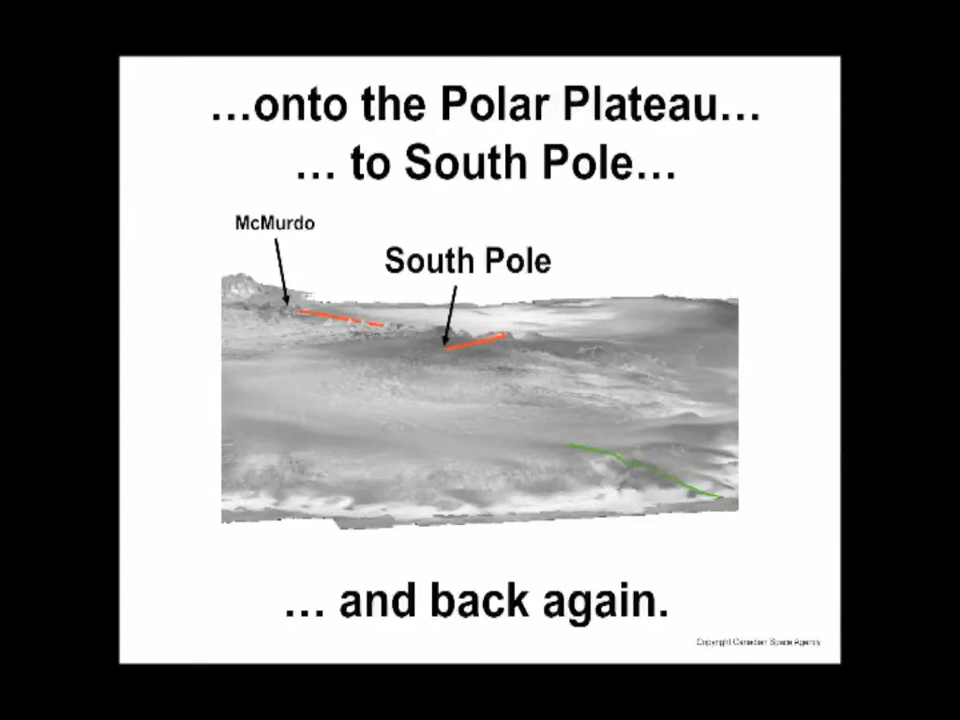 …onto the Polar Plateau…
… to South Pole…
McMurdo
South Pole
… and back again.
Copyright Canadian Space Agency